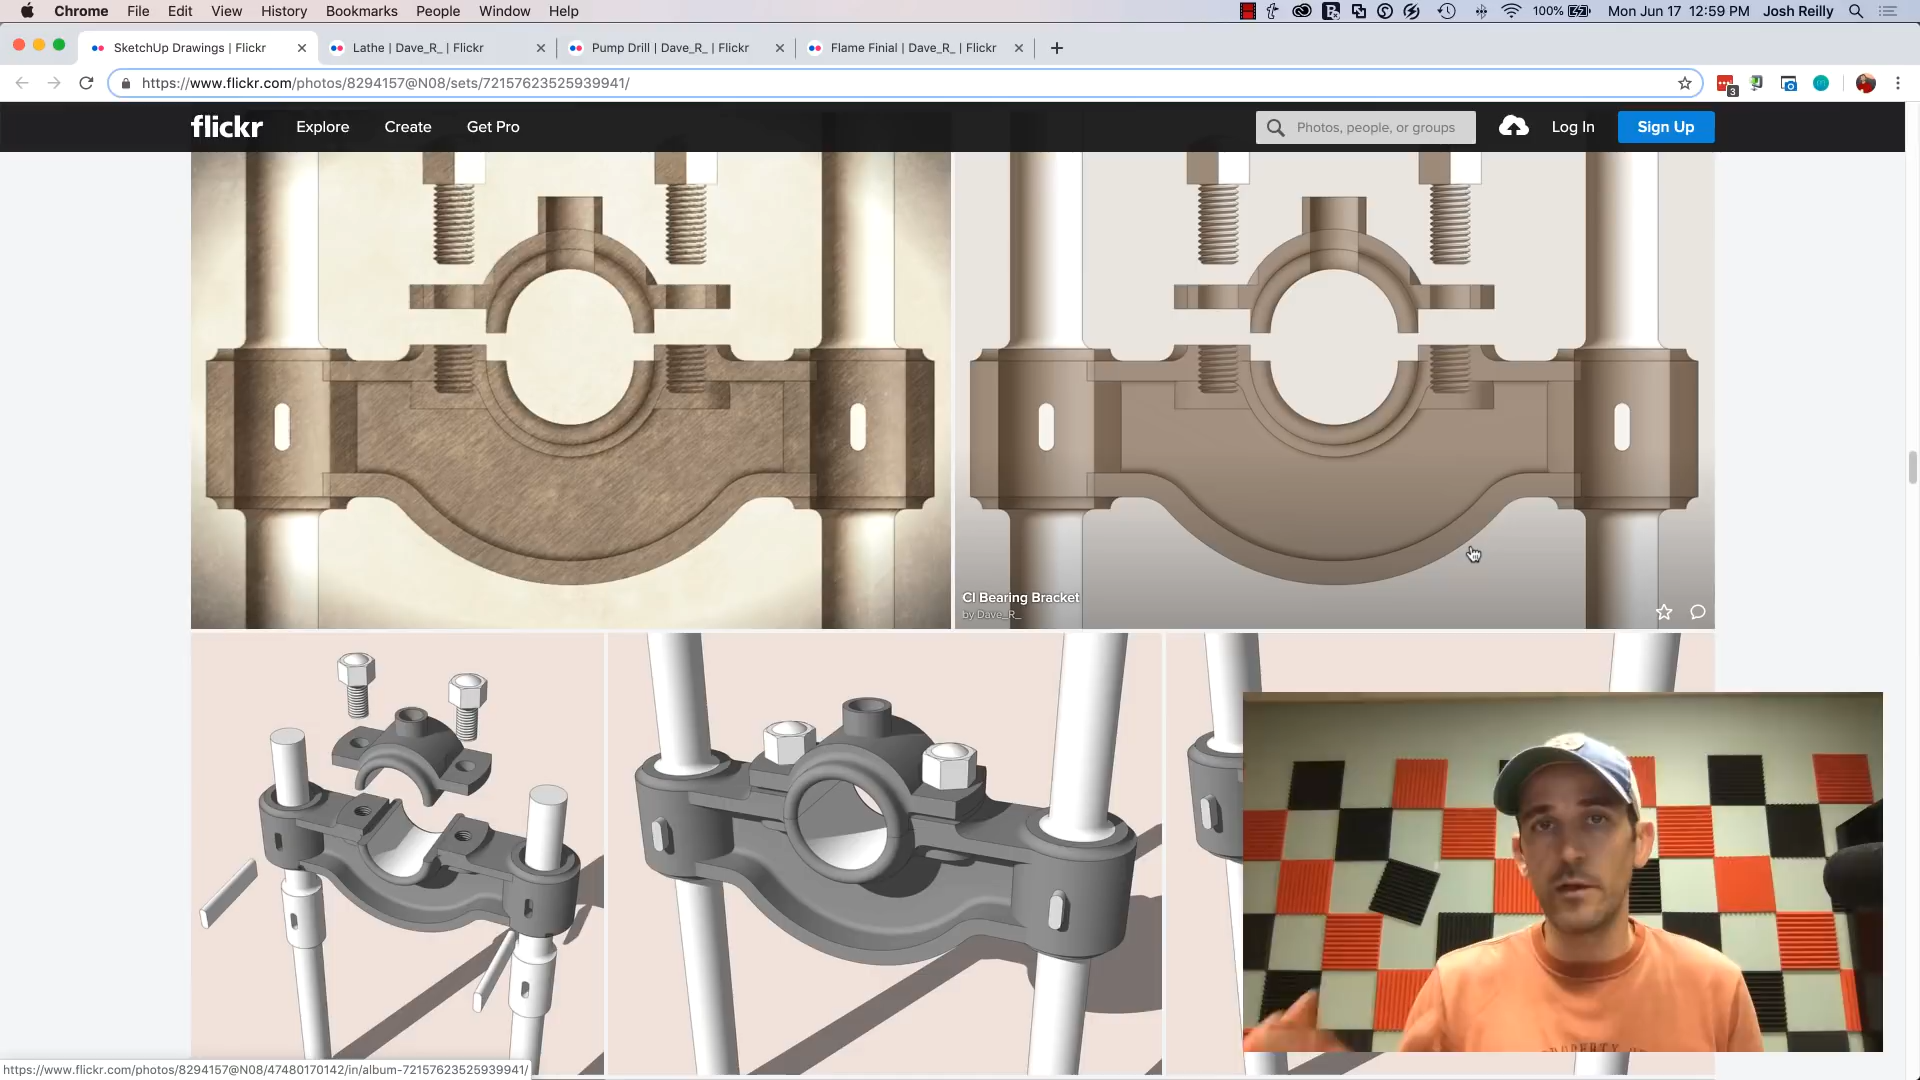 Chrome File Edit View History Bookmarks People Window Help 100% Mon Jun 17 12:59 PM Josh Reilly
SketchUp Drawings | Flickr Lathe | Dave_R_ | Flickr Pump Drill | Dave_R_ | Flickr Flame Finial | Dave_R_ | Flickr
https://www.flickr.com/photos/8294157@N08/sets/72157623525939941/
3
flickr Explore Create Get Pro Photos, people, or groups Log In Sign Up
CI Bearing Bracket
by Dave_R_
PROPERTY
https://www.flickr.com/photos/8294157@N08/47480170142/in/album-72157623525939941/